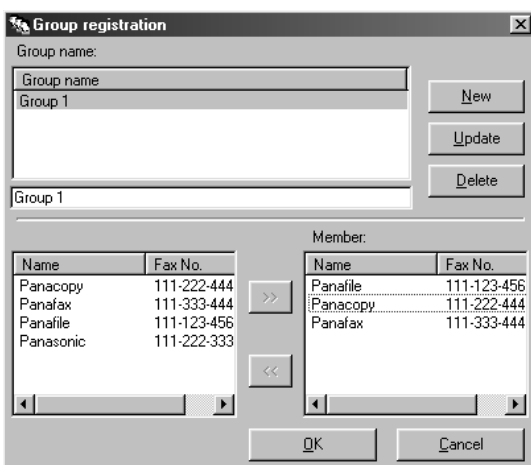 Group registration
Group name:
Group name
Group 1
New
Update
Delete
Group 1
Member:
Name Fax No.
Panacopy 111-222-444
Panafax 111-333-444
Panafile 111-123-456
Panasonic 111-222-333
>>
<<
Name Fax No.
Panafile 111-123-456
Panacopy 111-222-444
Panafax 111-333-444
OK
Cancel